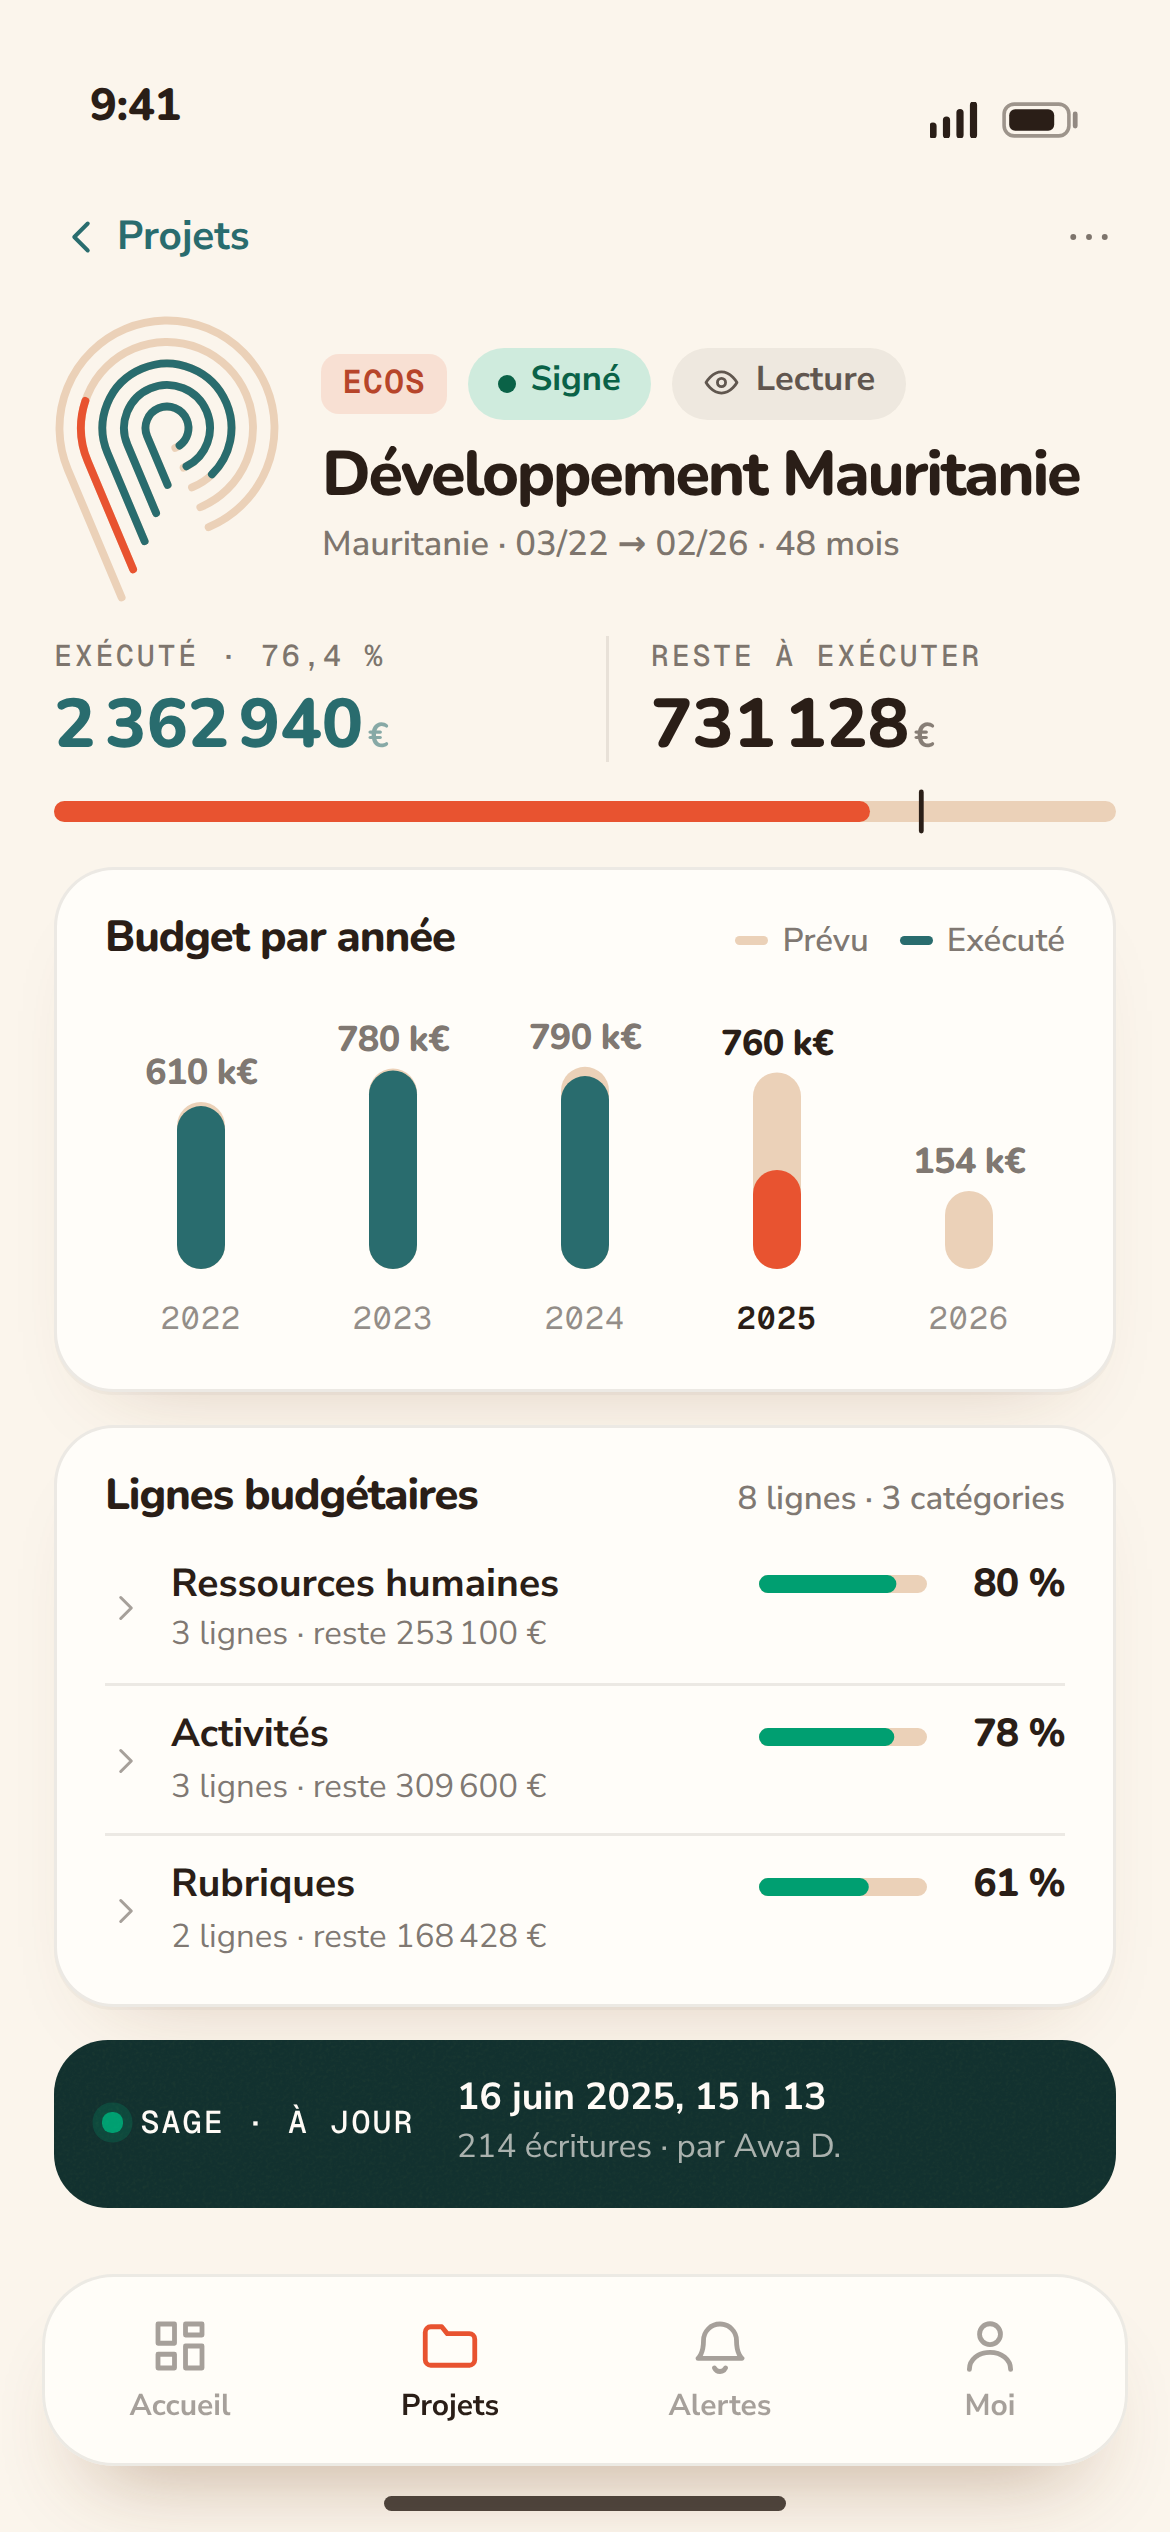 9:41
Projets
ECOS
Signé
Lecture
Développement Mauritanie
Mauritanie · 03/22 → 02/26 · 48 mois
EXÉCUTÉ · 76,4 %
2 362 940 €
RESTE À EXÉCUTER
731 128 €
Budget par année
Prévu
Exécuté
610 k€
780 k€
790 k€
760 k€
154 k€
2022
2023
2024
2025
2026
Lignes budgétaires
8 lignes · 3 catégories
Ressources humaines
80 %
3 lignes · reste 253 100 €
Activités
78 %
3 lignes · reste 309 600 €
Rubriques
61 %
2 lignes · reste 168 428 €
SAGE · À JOUR
16 juin 2025, 15 h 13
214 écritures · par Awa D.
Accueil
Projets
Alertes
Moi